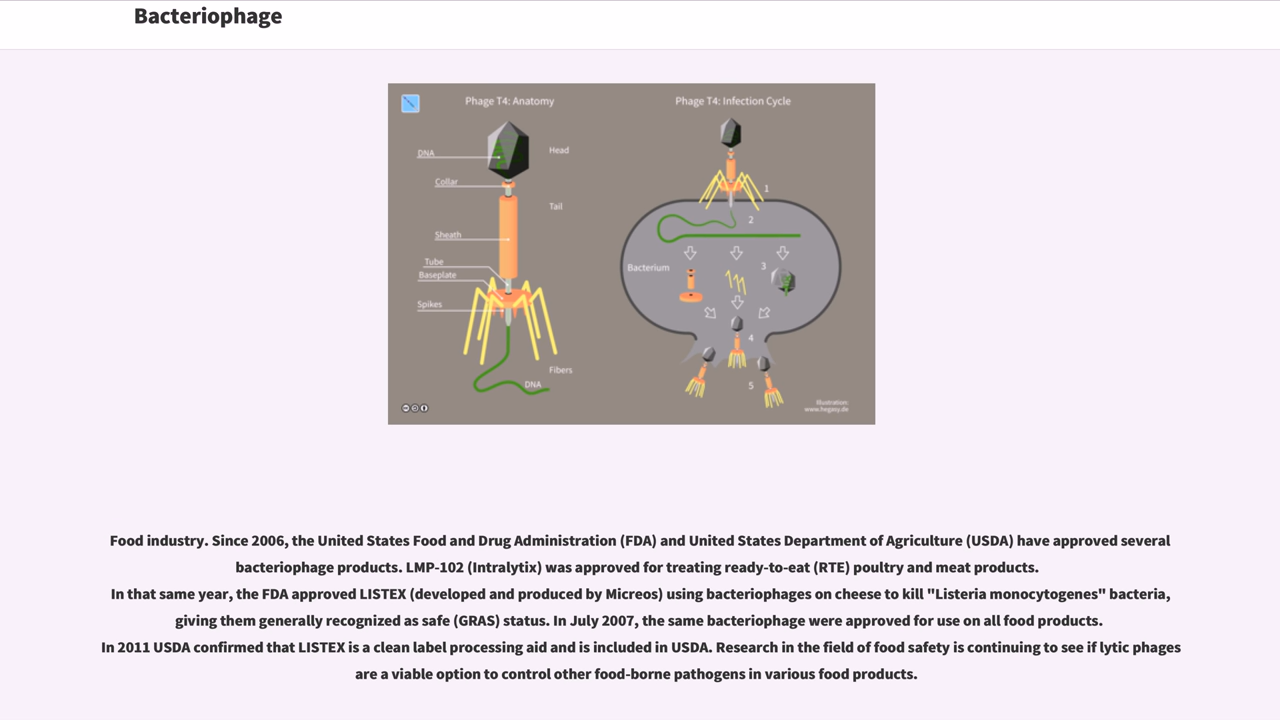 Bacteriophage
Phage T4: Anatomy
DNA
Head
Collar
Tail
Sheath
Tube
Baseplate
Spikes
Fibers
DNA
Phage T4: Infection Cycle
1
2
Bacterium
3
4
5
Illustration:
www.hegasy.de
Food industry. Since 2006, the United States Food and Drug Administration (FDA) and United States Department of Agriculture (USDA) have approved several
bacteriophage products. LMP-102 (Intralytix) was approved for treating ready-to-eat (RTE) poultry and meat products.
In that same year, the FDA approved LISTEX (developed and produced by Micreos) using bacteriophages on cheese to kill "Listeria monocytogenes" bacteria,
giving them generally recognized as safe (GRAS) status. In July 2007, the same bacteriophage were approved for use on all food products.
In 2011 USDA confirmed that LISTEX is a clean label processing aid and is included in USDA. Research in the field of food safety is continuing to see if lytic phages
are a viable option to control other food-borne pathogens in various food products.